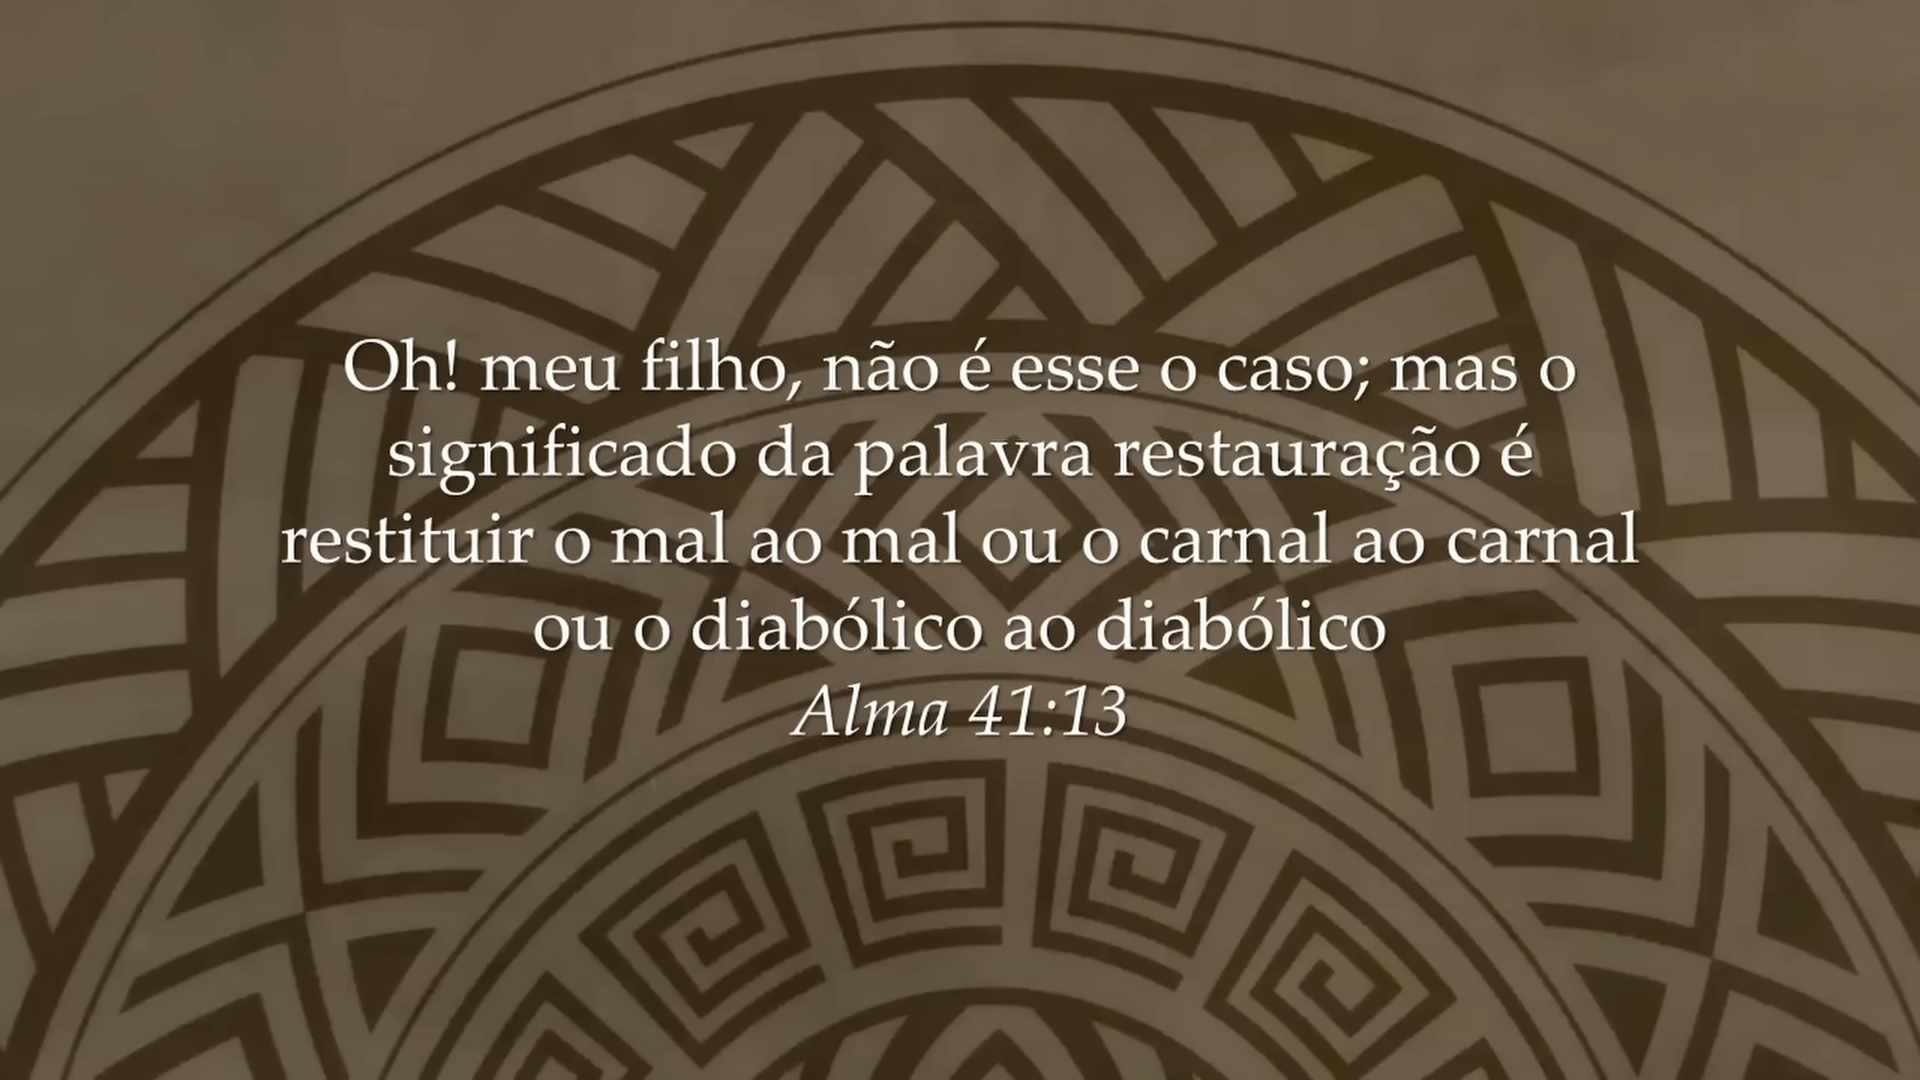 Oh! meu filho, não é esse o caso; mas o
significado da palavra restauração é
restituir o mal ao mal ou o carnal ao carnal
ou o diabólico ao diabólico
Alma 41:13